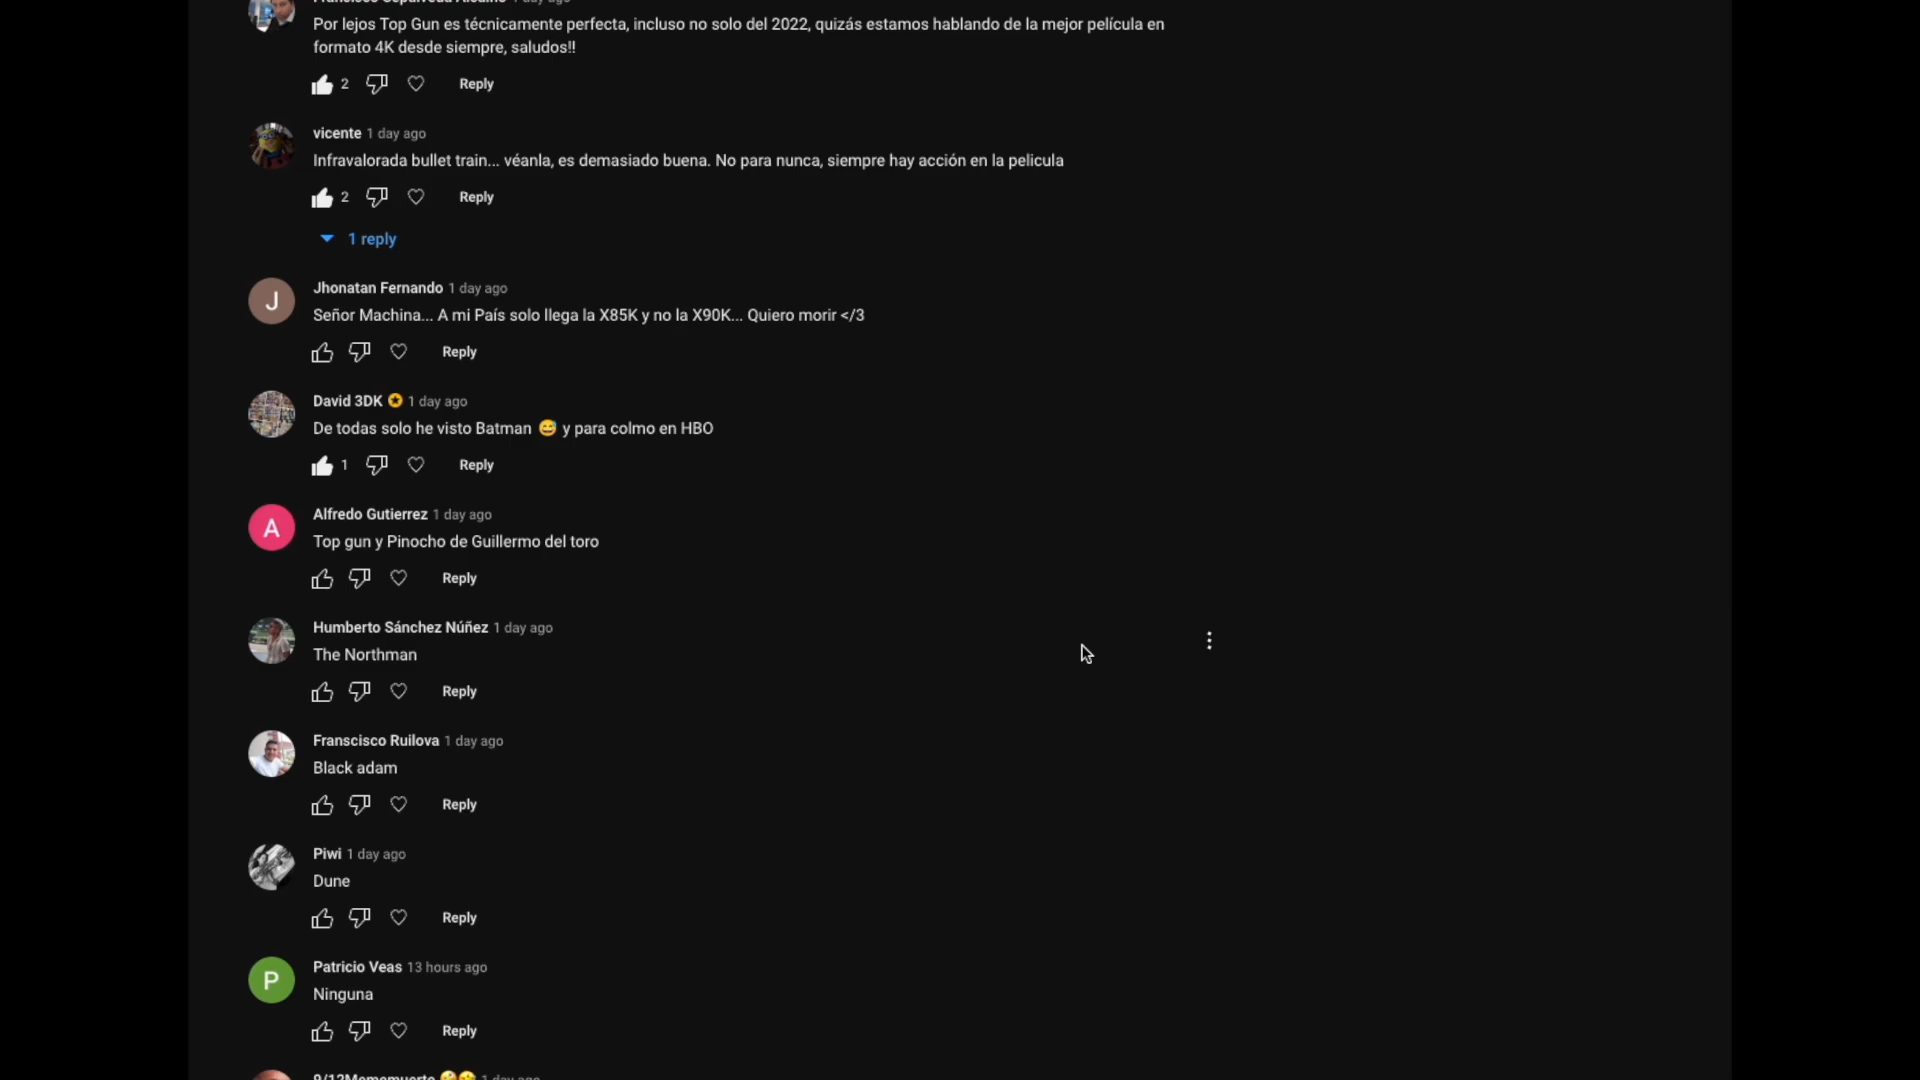 Por lejos Top Gun es técnicamente perfecta, incluso no solo del 2022, quizás estamos hablando de la mejor película en
formato 4K desde siempre, saludos!!
2 Reply
vicente 1 day ago
Infravalorada bullet train... véanla, es demasiado buena. No para nunca, siempre hay acción en la pelicula
2 Reply
1 reply
J
Jhonatan Fernando 1 day ago
Señor Machina... A mi País solo llega la X85K y no la X90K... Quiero morir </3
Reply
David 3DK 1 day ago
De todas solo he visto Batman 😅 y para colmo en HBO
1 Reply
A
Alfredo Gutierrez 1 day ago
Top gun y Pinocho de Guillermo del toro
Reply
Humberto Sánchez Núñez 1 day ago
The Northman
Reply
Franscisco Ruilova 1 day ago
Black adam
Reply
Piwi 1 day ago
Dune
Reply
P
Patricio Veas 13 hours ago
Ninguna
Reply